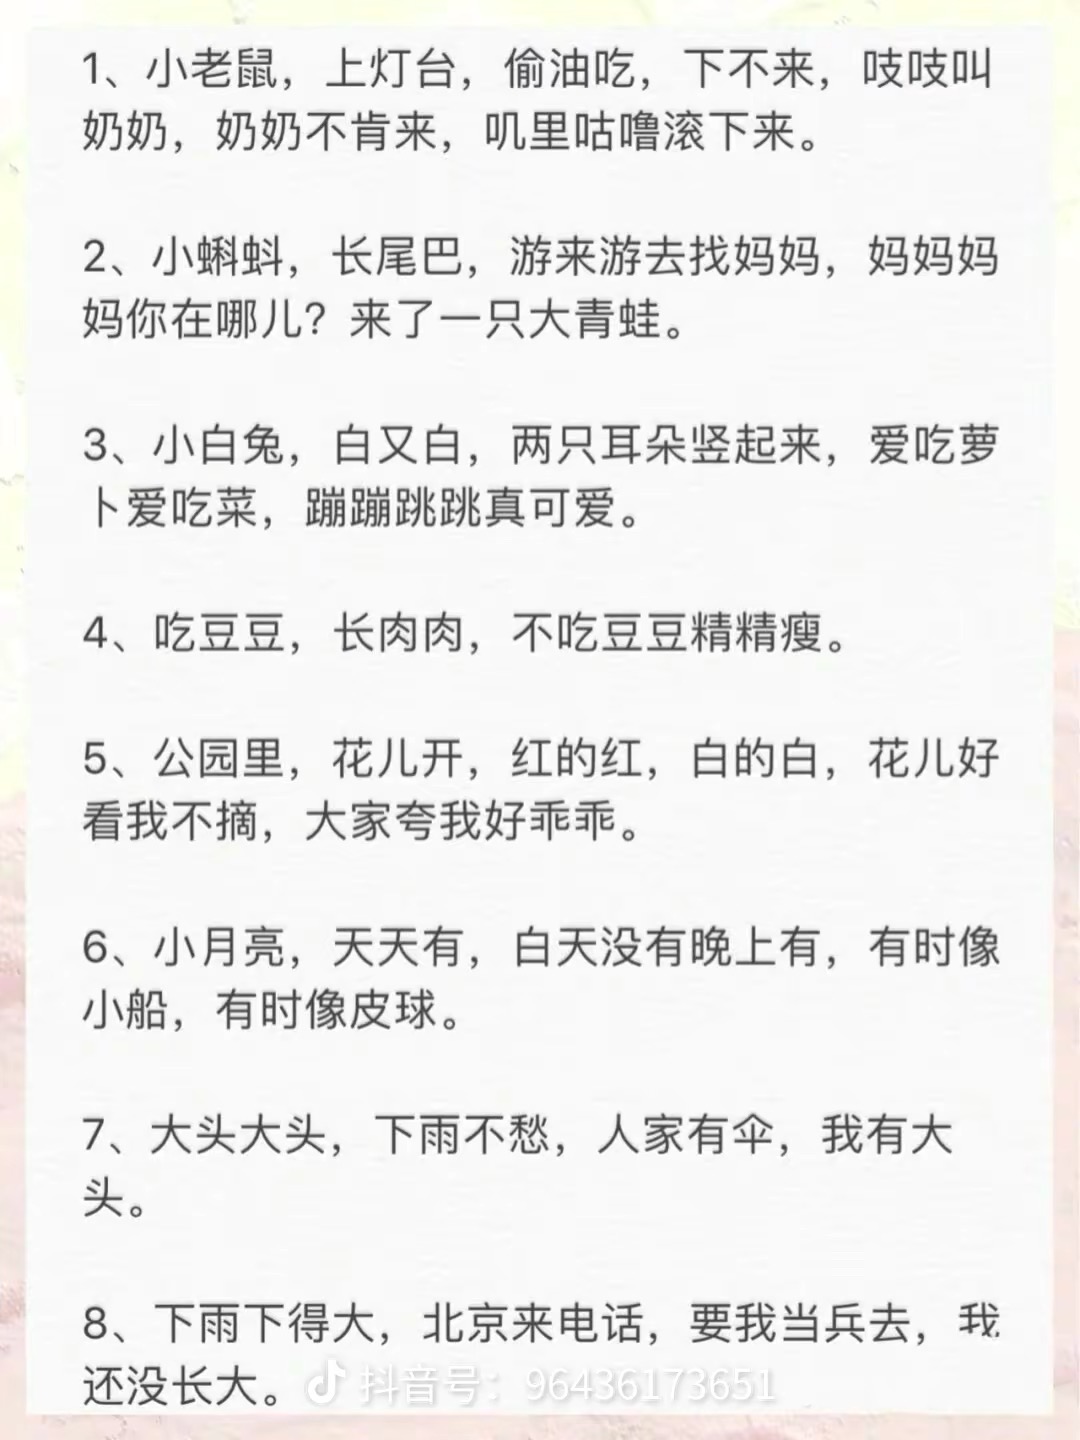 1、小老鼠，上灯台，偷油吃，下不来，吱吱叫
奶奶，奶奶不肯来，叽里咕噜滚下来。
2、小蝌蚪，长尾巴，游来游去找妈妈，妈妈妈
妈你在哪儿？来了一只大青蛙。
3、小白兔，白又白，两只耳朵竖起来，爱吃萝
卜爱吃菜，蹦蹦跳跳真可爱。
4、吃豆豆，长肉肉，不吃豆豆精精瘦。
5、公园里，花儿开，红的红，白的白，花儿好
看我不摘，大家夸我好乖乖。
6、小月亮，天天有，白天没有晚上有，有时像
小船，有时像皮球。
7、大头大头，下雨不愁，人家有伞，我有大
头。
8、下雨下得大，北京来电话，要我当兵去，我
还没长大。
抖音号：96436173651